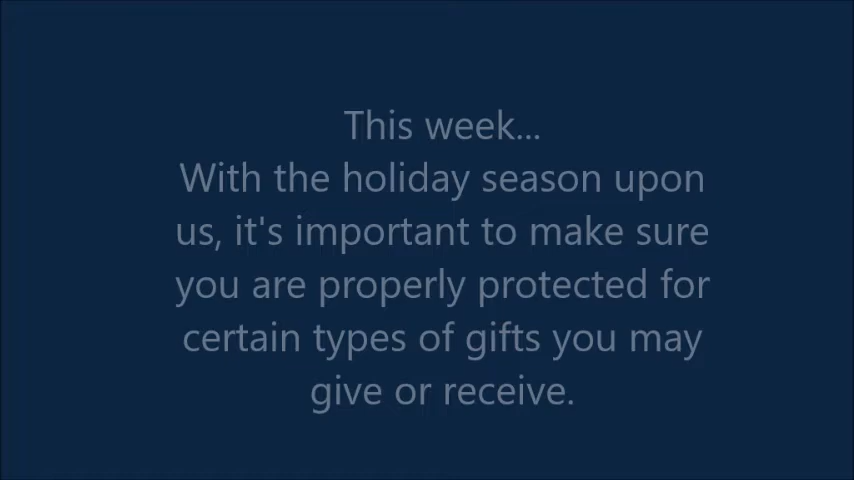 This week...
With the holiday season upon
us, it's important to make sure
you are properly protected for
certain types of gifts you may
give or receive.